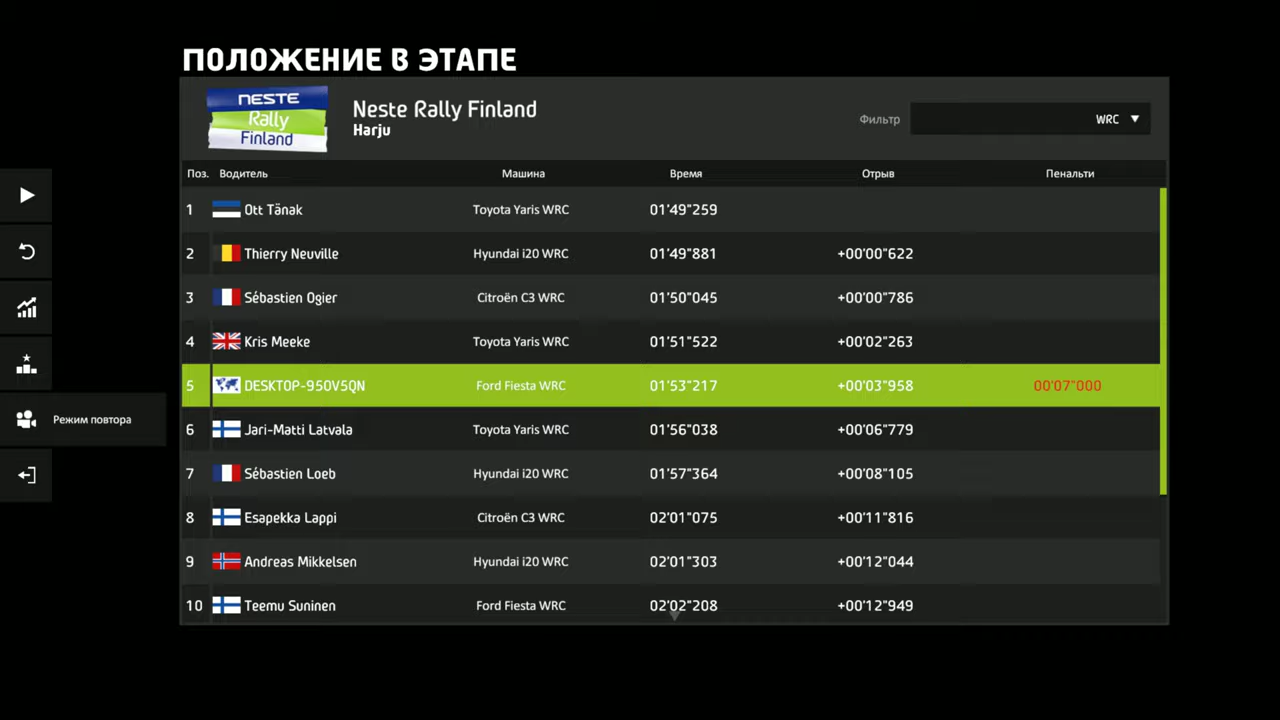 ПОЛОЖЕНИЕ В ЭТАПЕ
NESTE
Rally
Finland
Neste Rally Finland
Harju
Фильтр WRC
Поз. Водитель Машина Время Отрыв Пенальти
1 Ott Tänak Toyota Yaris WRC 01'49"259
2 Thierry Neuville Hyundai i20 WRC 01'49"881 +00'00"622
3 Sébastien Ogier Citroën C3 WRC 01'50"045 +00'00"786
4 Kris Meeke Toyota Yaris WRC 01'51"522 +00'02"263
5 DESKTOP-950V5QN Ford Fiesta WRC 01'53"217 +00'03"958 00'07"000
6 Jari-Matti Latvala Toyota Yaris WRC 01'56"038 +00'06"779
Режим повтора
7 Sébastien Loeb Hyundai i20 WRC 01'57"364 +00'08"105
8 Esapekka Lappi Citroën C3 WRC 02'01"075 +00'11"816
9 Andreas Mikkelsen Hyundai i20 WRC 02'01"303 +00'12"044
10 Teemu Suninen Ford Fiesta WRC 02'02"208 +00'12"949